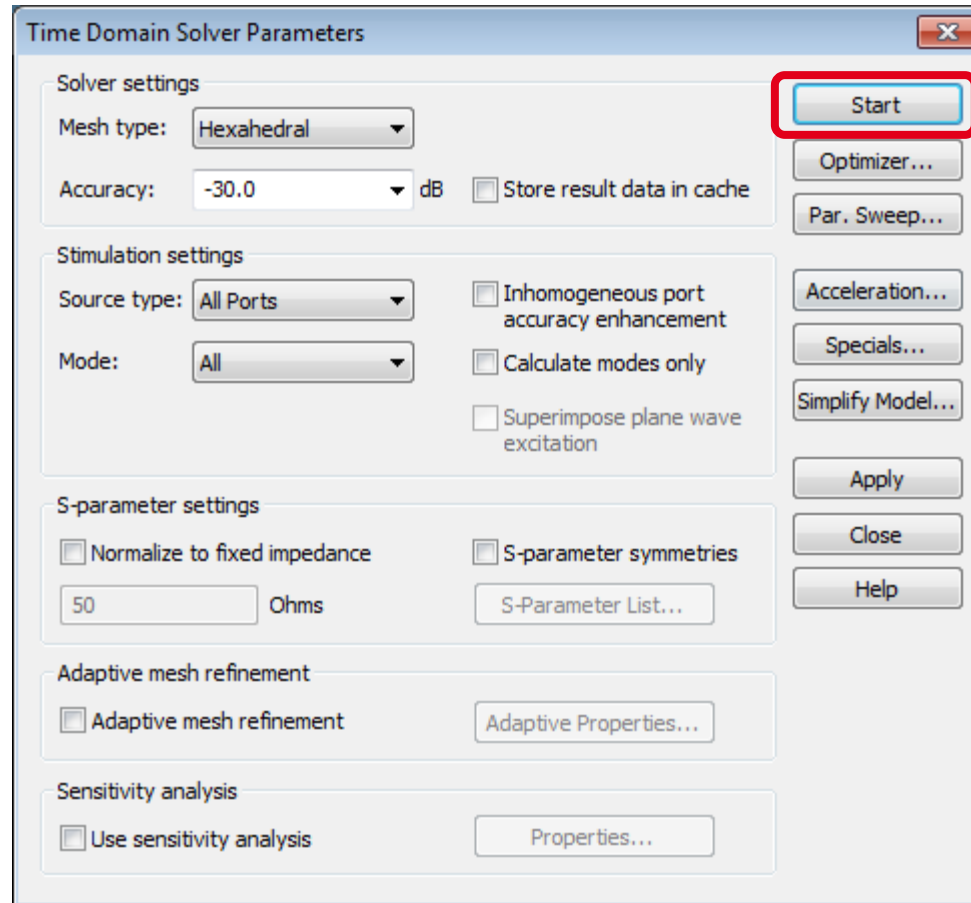 Time Domain Solver Parameters
Solver settings
Mesh type: Hexahedral
Accuracy: -30.0 dB
Store result data in cache
Stimulation settings
Source type: All Ports
Inhomogeneous port
accuracy enhancement
Mode: All
Calculate modes only
Superimpose plane wave
excitation
S-parameter settings
Normalize to fixed impedance
S-parameter symmetries
50 Ohms
S-Parameter List...
Adaptive mesh refinement
Adaptive mesh refinement
Adaptive Properties...
Sensitivity analysis
Use sensitivity analysis
Properties...
Start
Optimizer...
Par. Sweep...
Acceleration...
Specials...
Simplify Model...
Apply
Close
Help